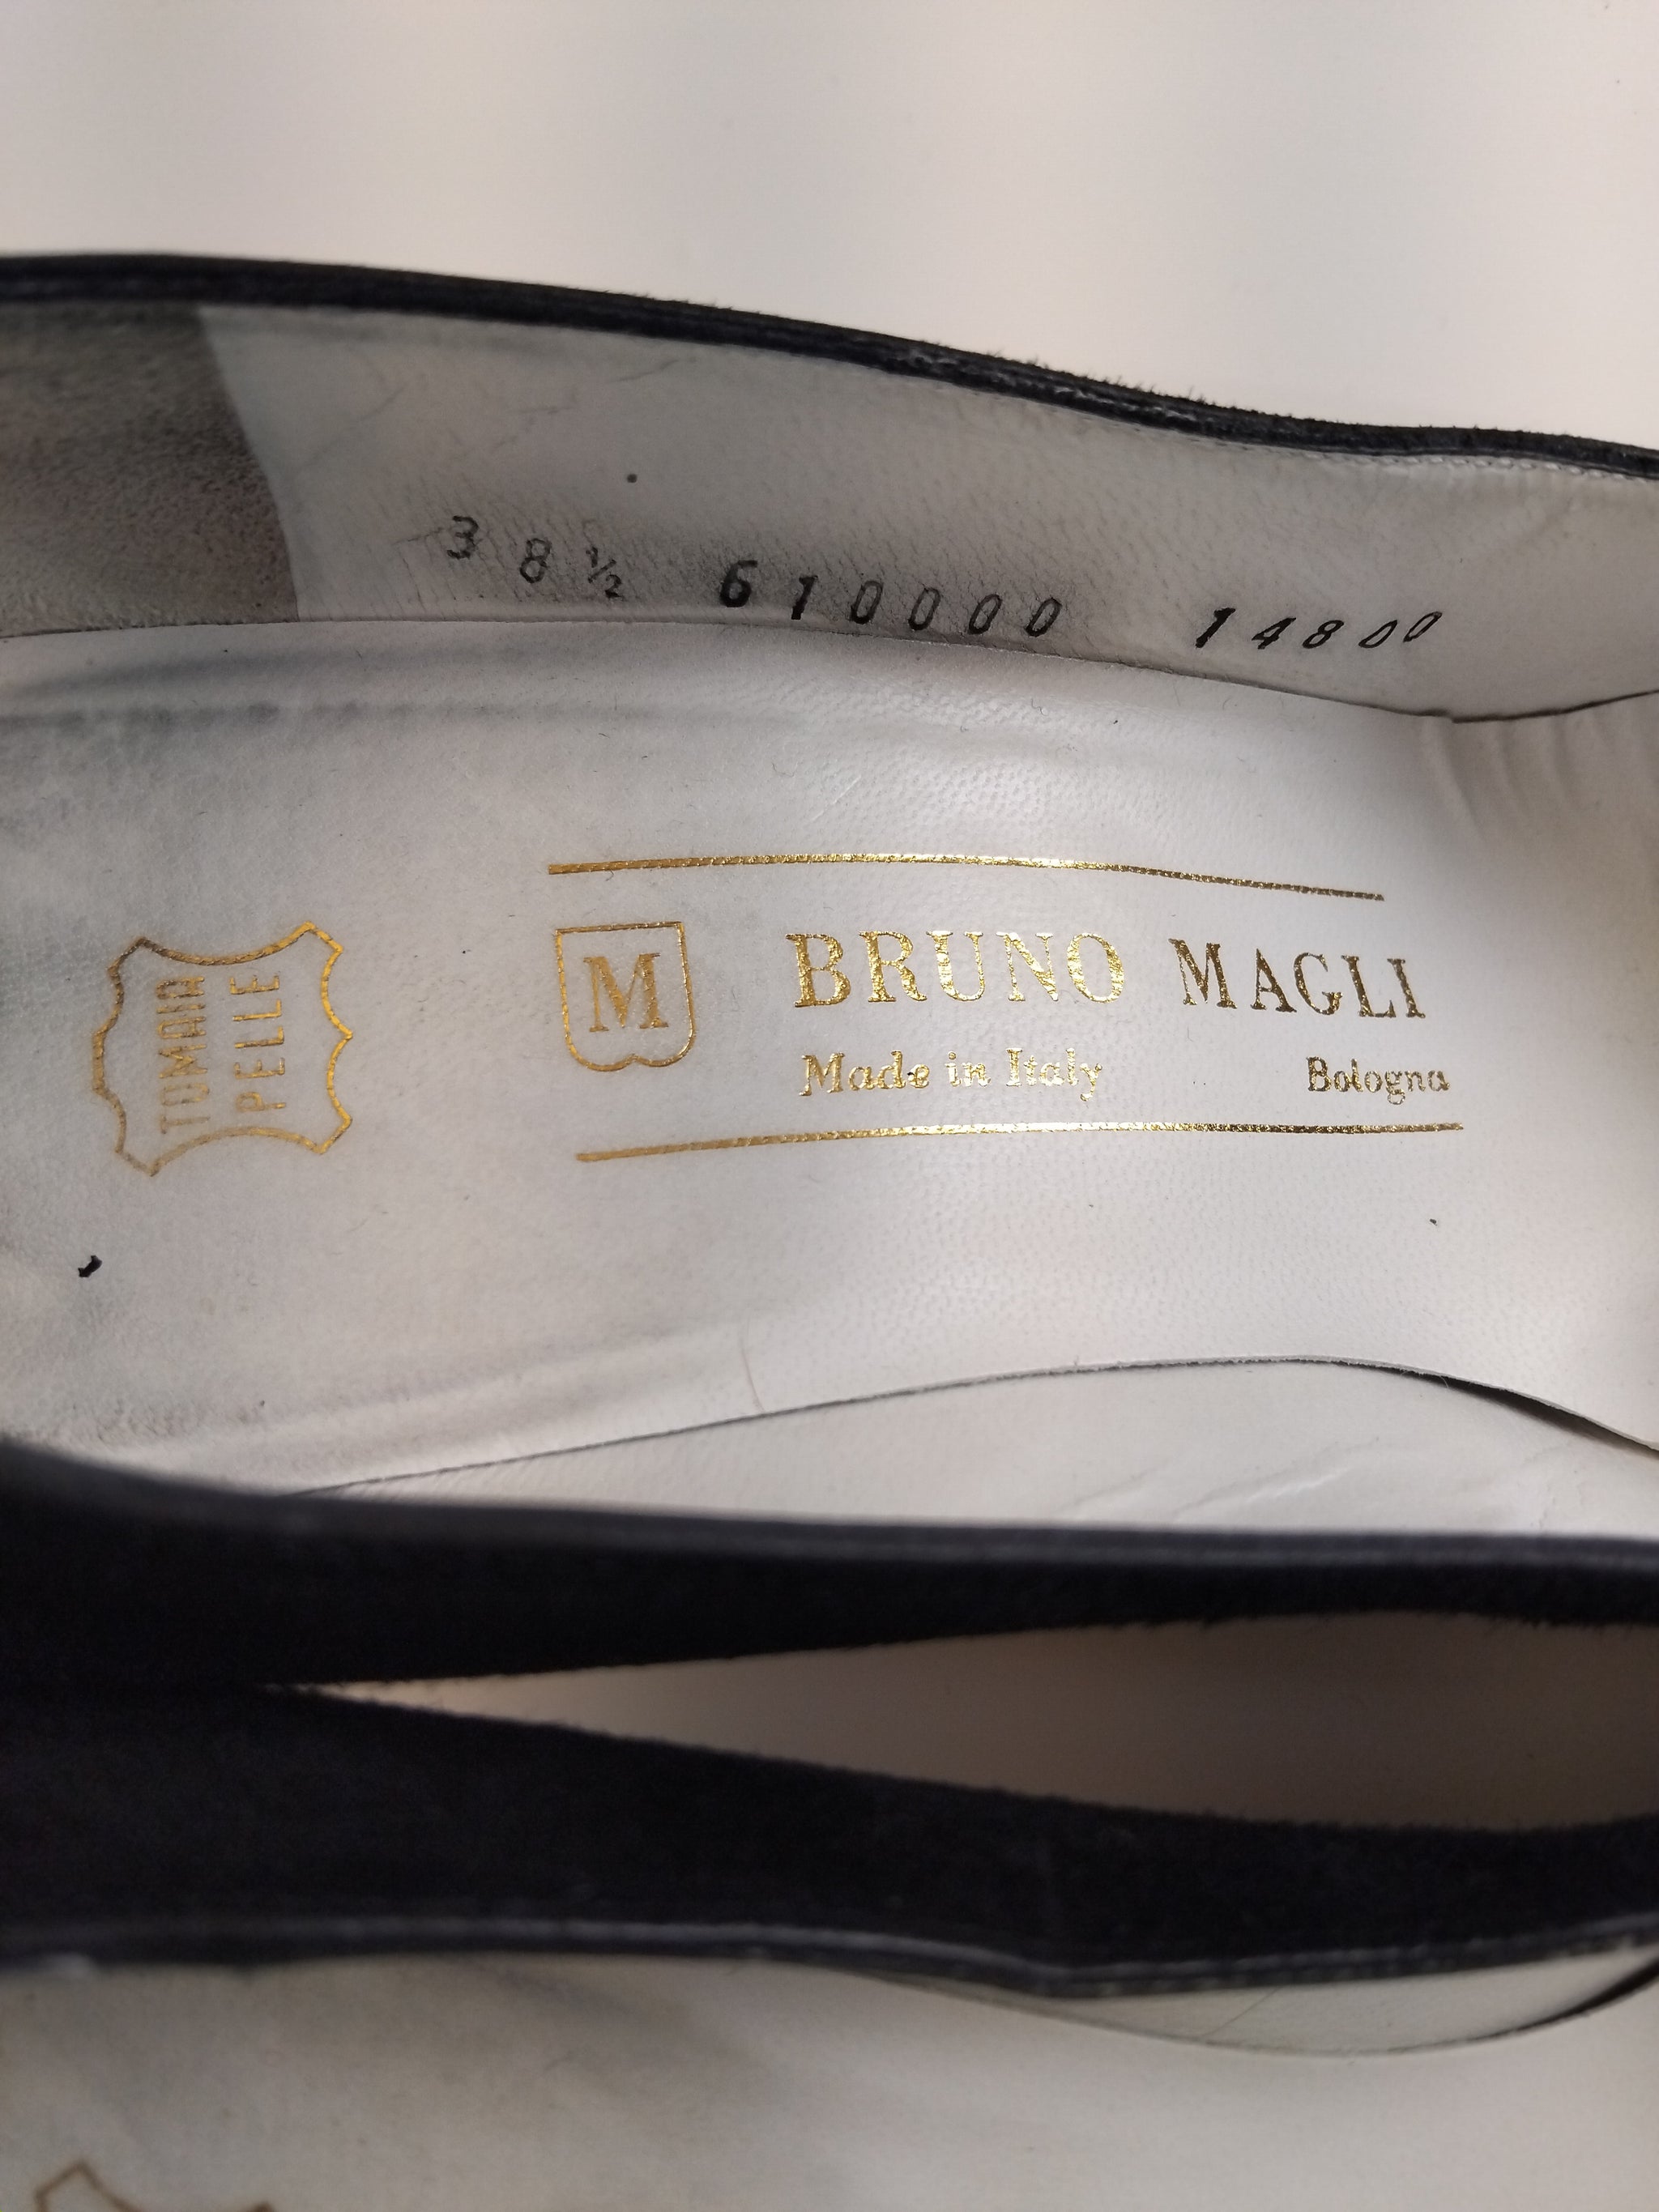 38½ 610000 14800
TOMAIA
PELLE
M
BRUNO MAGLI
Made in Italy Bologna